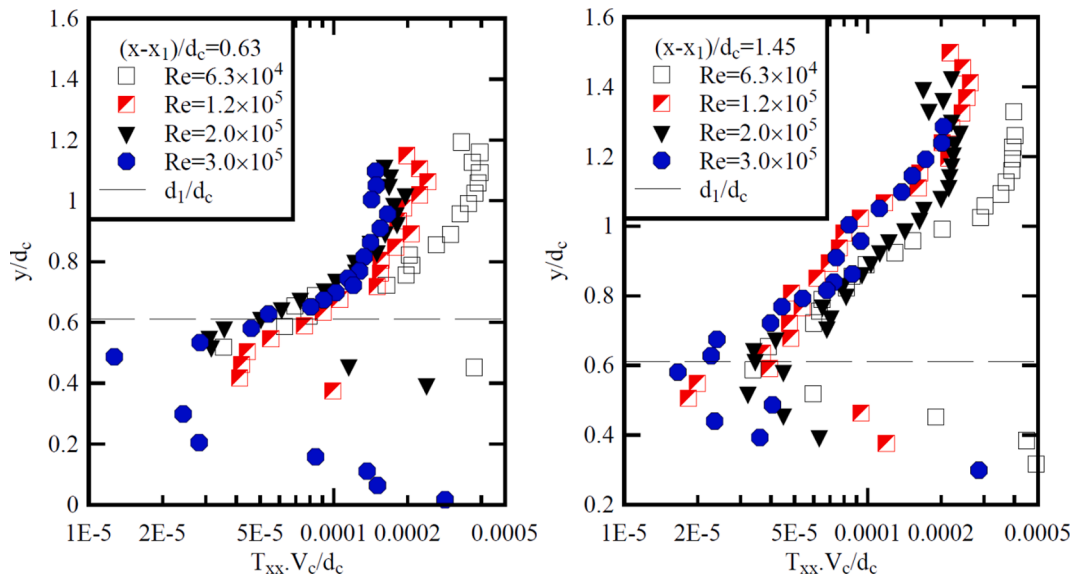 1.6
1.4
1.2
1
0.8
0.6
0.4
0.2
0
y/dc
(x-x1)/dc=0.63
Re=6.3×10^4
Re=1.2×10^5
Re=2.0×10^5
Re=3.0×10^5
d1/dc
1E-5 2E-5 5E-5 0.0001 0.0002 0.0005
Txx.Vc/dc
1.6
1.4
1.2
1
0.8
0.6
0.4
0.2
y/dc
(x-x1)/dc=1.45
Re=6.3×10^4
Re=1.2×10^5
Re=2.0×10^5
Re=3.0×10^5
d1/dc
1E-5 2E-5 5E-5 0.0001 0.0002 0.0005
Txx.Vc/dc